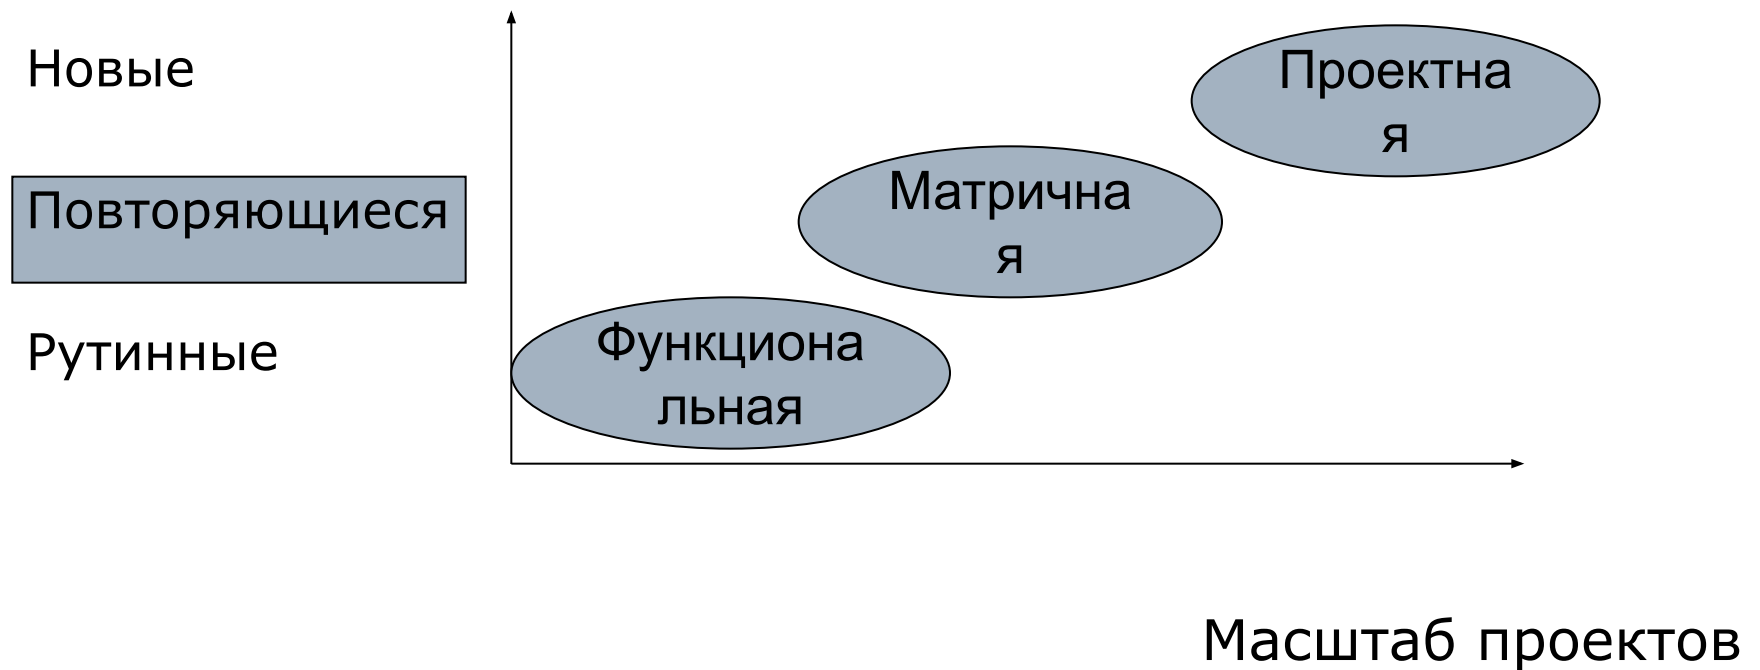 Новые
Проектна
я
Повторяющиеся
Матрична
я
Рутинные
Функциона
льная
Масштаб проектов